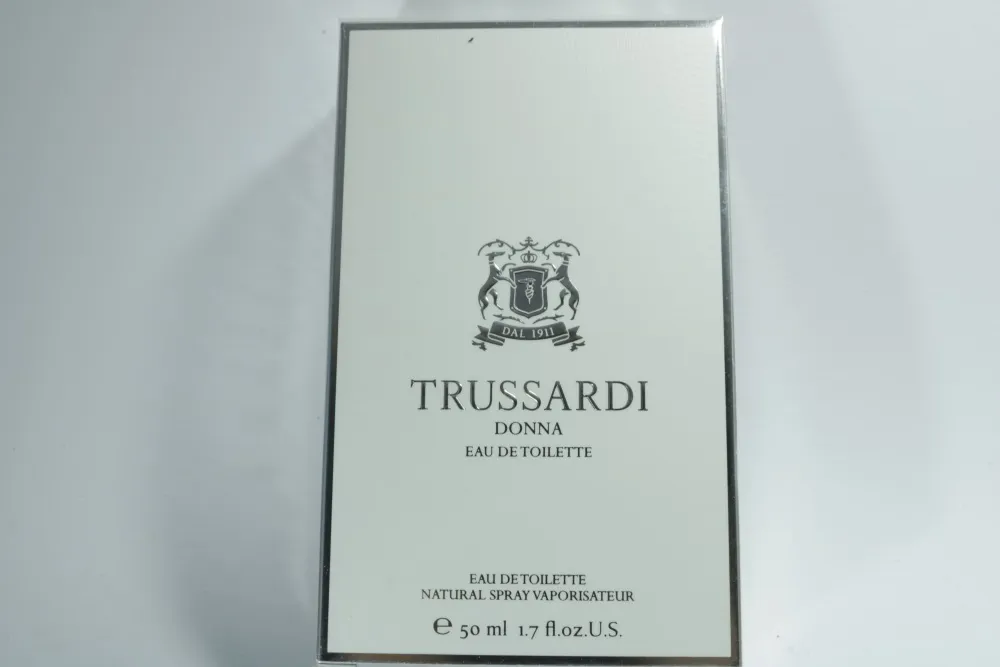 DAL 1911
TRUSSARDI
DONNA
EAU DE TOILETTE
EAU DE TOILETTE
NATURAL SPRAY VAPORISATEUR
℮ 50 ml 1.7 fl.oz.U.S.